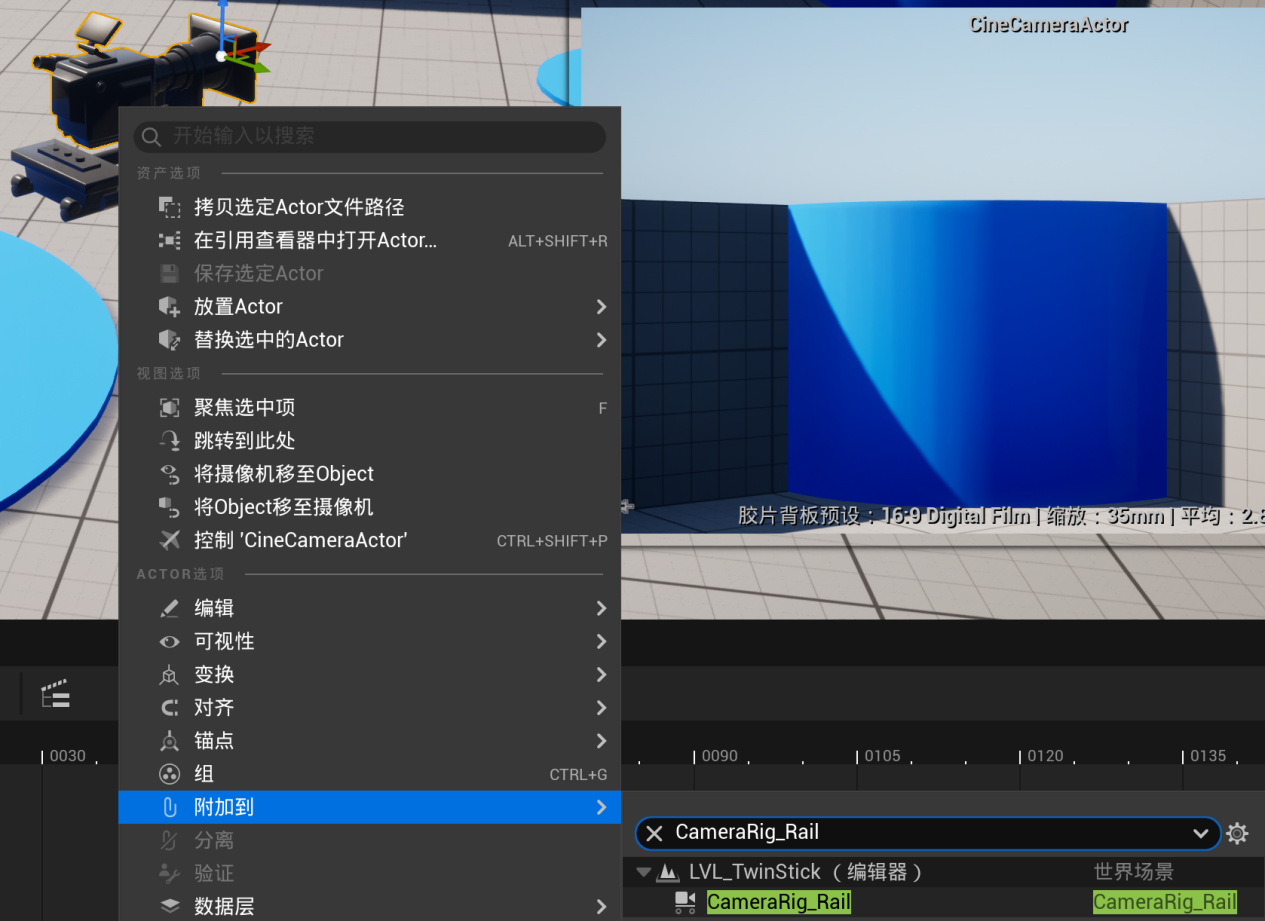 CineCameraActor
开始输入以搜索
资产选项
拷贝选定Actor文件路径
在引用查看器中打开Actor... ALT+SHIFT+R
保存选定Actor
放置Actor
替换选中的Actor
视图选项
聚焦选中项 F
跳转到此处
将摄像机移至Object
将Object移至摄像机
控制 'CineCameraActor' CTRL+SHIFT+P
胶片背板预设：16:9 Digital Film | 缩放：35mm | 平均：2.8
ACTOR选项
编辑
可视性
变换
对齐
锚点
组 CTRL+G
附加到
分离
验证
数据层
0030 0090 0105 0120 0135
CameraRig_Rail
LVL_TwinStick（编辑器） 世界场景
CameraRig_Rail CameraRig_Rail